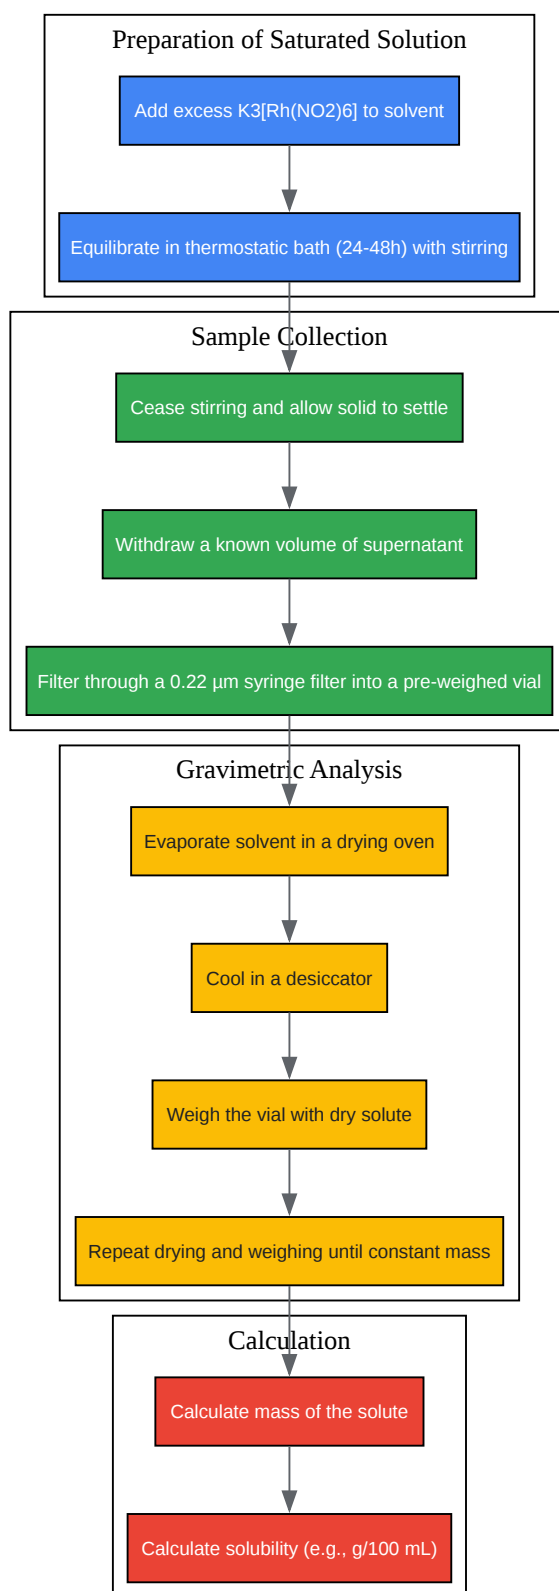 Preparation of Saturated Solution
Add excess K3[Rh(NO2)6] to solvent
Equilibrate in thermostatic bath (24-48h) with stirring
Sample Collection
Cease stirring and allow solid to settle
Withdraw a known volume of supernatant
Filter through a 0.22 µm syringe filter into a pre-weighed vial
Gravimetric Analysis
Evaporate solvent in a drying oven
Cool in a desiccator
Weigh the vial with dry solute
Repeat drying and weighing until constant mass
Calculation
Calculate mass of the solute
Calculate solubility (e.g., g/100 mL)